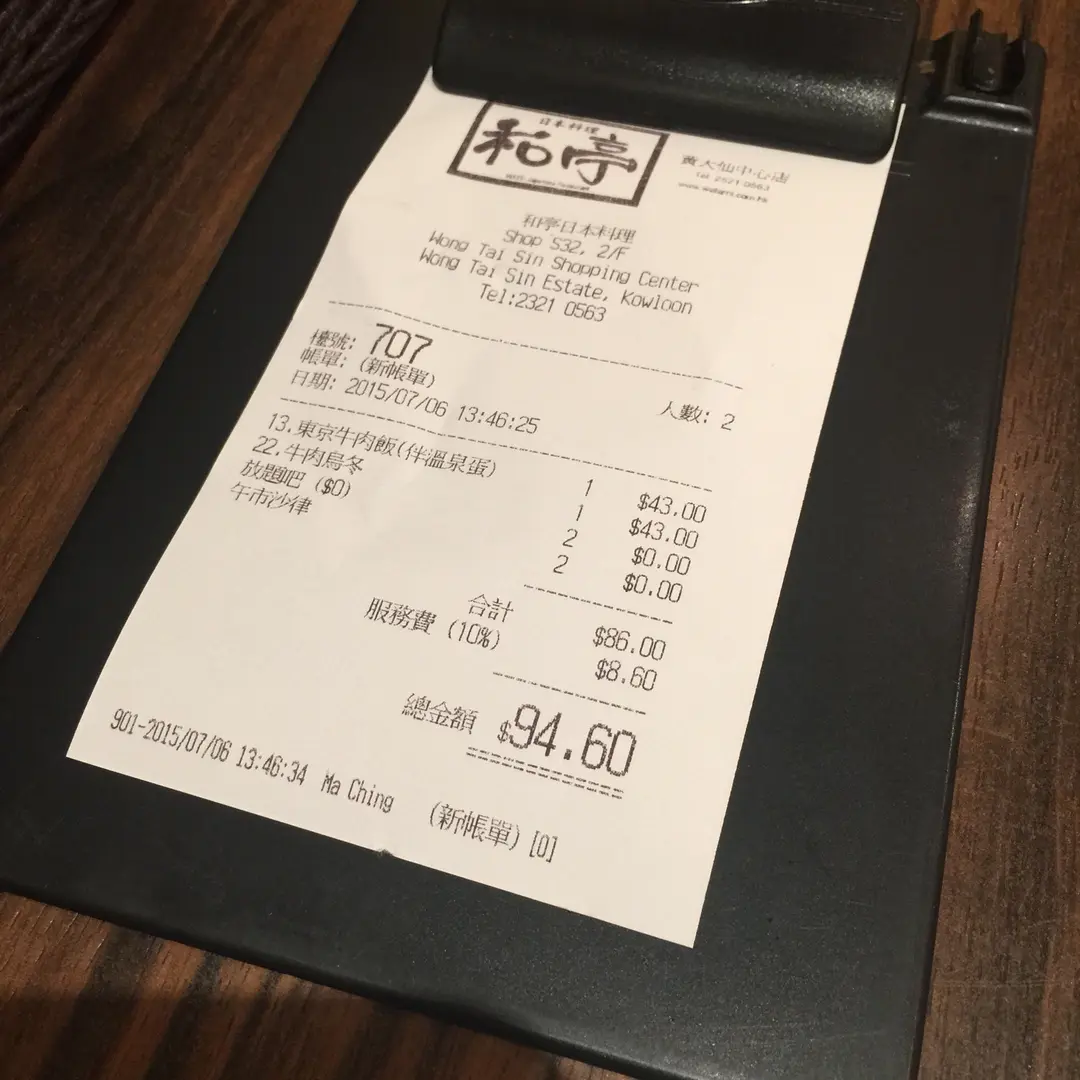 日本料理
和亭
黃大仙中心店
Tel 2321 0563
和亭日本料理
Shop S32, 2/F
Wong Tai Sin Shopping Center
Wong Tai Sin Estate, Kowloon
Tel:2321 0563
檯號: 707
帳單: (新帳單)
日期: 2015/07/06 13:46:25 人數: 2
13.東京牛肉飯(伴溫泉蛋) 1 $43.00
22.牛肉烏冬 1 $43.00
放題吧 ($0) 2 $0.00
午市沙律 2 $0.00
合計 $86.00
服務費 (10%) $8.60
總金額 $94.60
901-2015/07/06 13:46:34 Ma Ching (新帳單) [0]